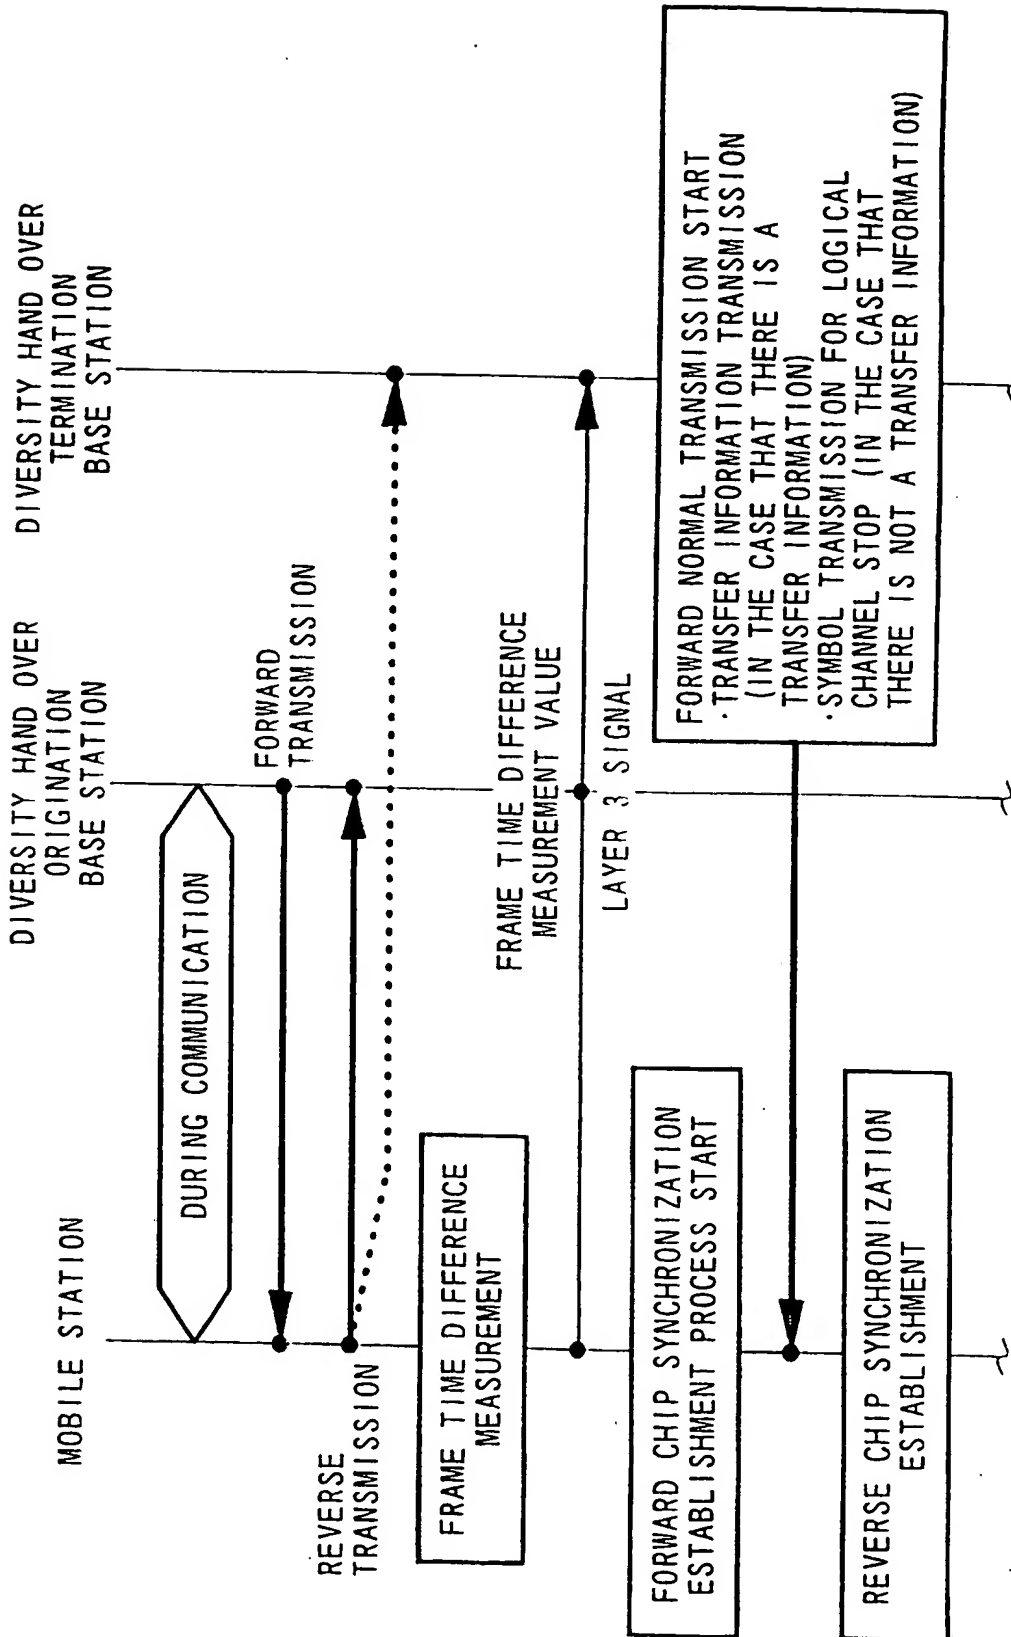 MOBILE STATION
DIVERSITY HAND OVER
ORIGINATION
BASE STATION
DIVERSITY HAND OVER
TERMINATION
BASE STATION
DURING COMMUNICATION
FORWARD
TRANSMISSION
REVERSE
TRANSMISSION
FRAME TIME DIFFERENCE
MEASUREMENT
FRAME TIME DIFFERENCE
MEASUREMENT VALUE
LAYER 3 SIGNAL
FORWARD CHIP SYNCHRONIZATION
ESTABLISHMENT PROCESS START
FORWARD NORMAL TRANSMISSION START
·TRANSFER INFORMATION TRANSMISSION
(IN THE CASE THAT THERE IS A
TRANSFER INFORMATION)
·SYMBOL TRANSMISSION FOR LOGICAL
CHANNEL STOP (IN THE CASE THAT
THERE IS NOT A TRANSFER INFORMATION)
REVERSE CHIP SYNCHRONIZATION
ESTABLISHMENT